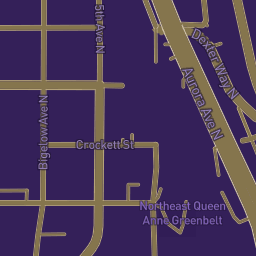 5th Ave N
Dexter Way N
Aurora Ave N
Bigelow Ave N
Crockett St
Northeast Queen
Anne Greenbelt